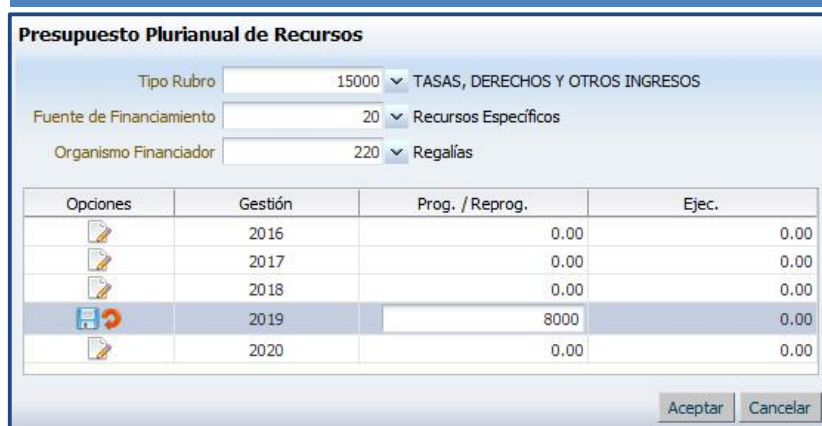 Presupuesto Plurianual de Recursos
Tipo Rubro 15000 TASAS, DERECHOS Y OTROS INGRESOS
Fuente de Financiamiento 20 Recursos Específicos
Organismo Financiador 220 Regalías
Opciones Gestión Prog. / Reprog. Ejec.
2016 0.00 0.00
2017 0.00 0.00
2018 0.00 0.00
2019 8000 0.00
2020 0.00 0.00
Aceptar Cancelar